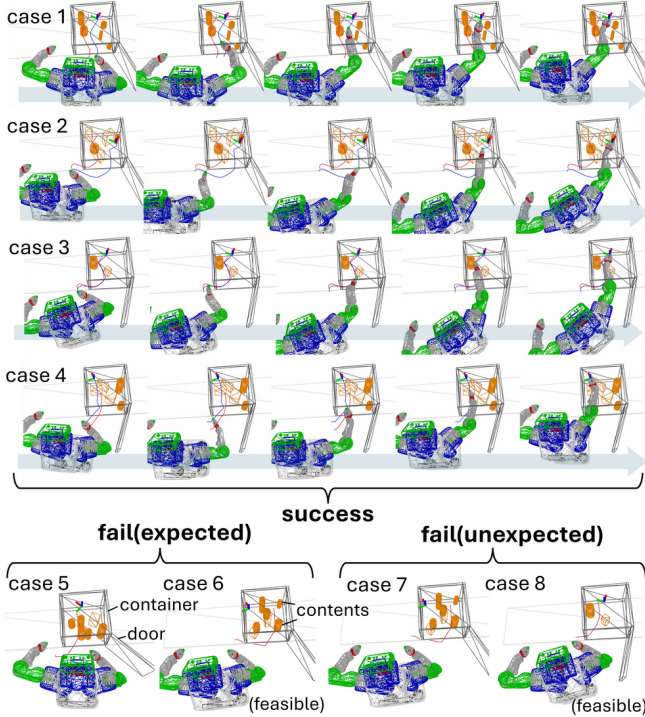 case 1
case 2
case 3
case 4
success
fail(expected)
fail(unexpected)
case 5
case 6
case 7
case 8
container
contents
door
(feasible)
(feasible)